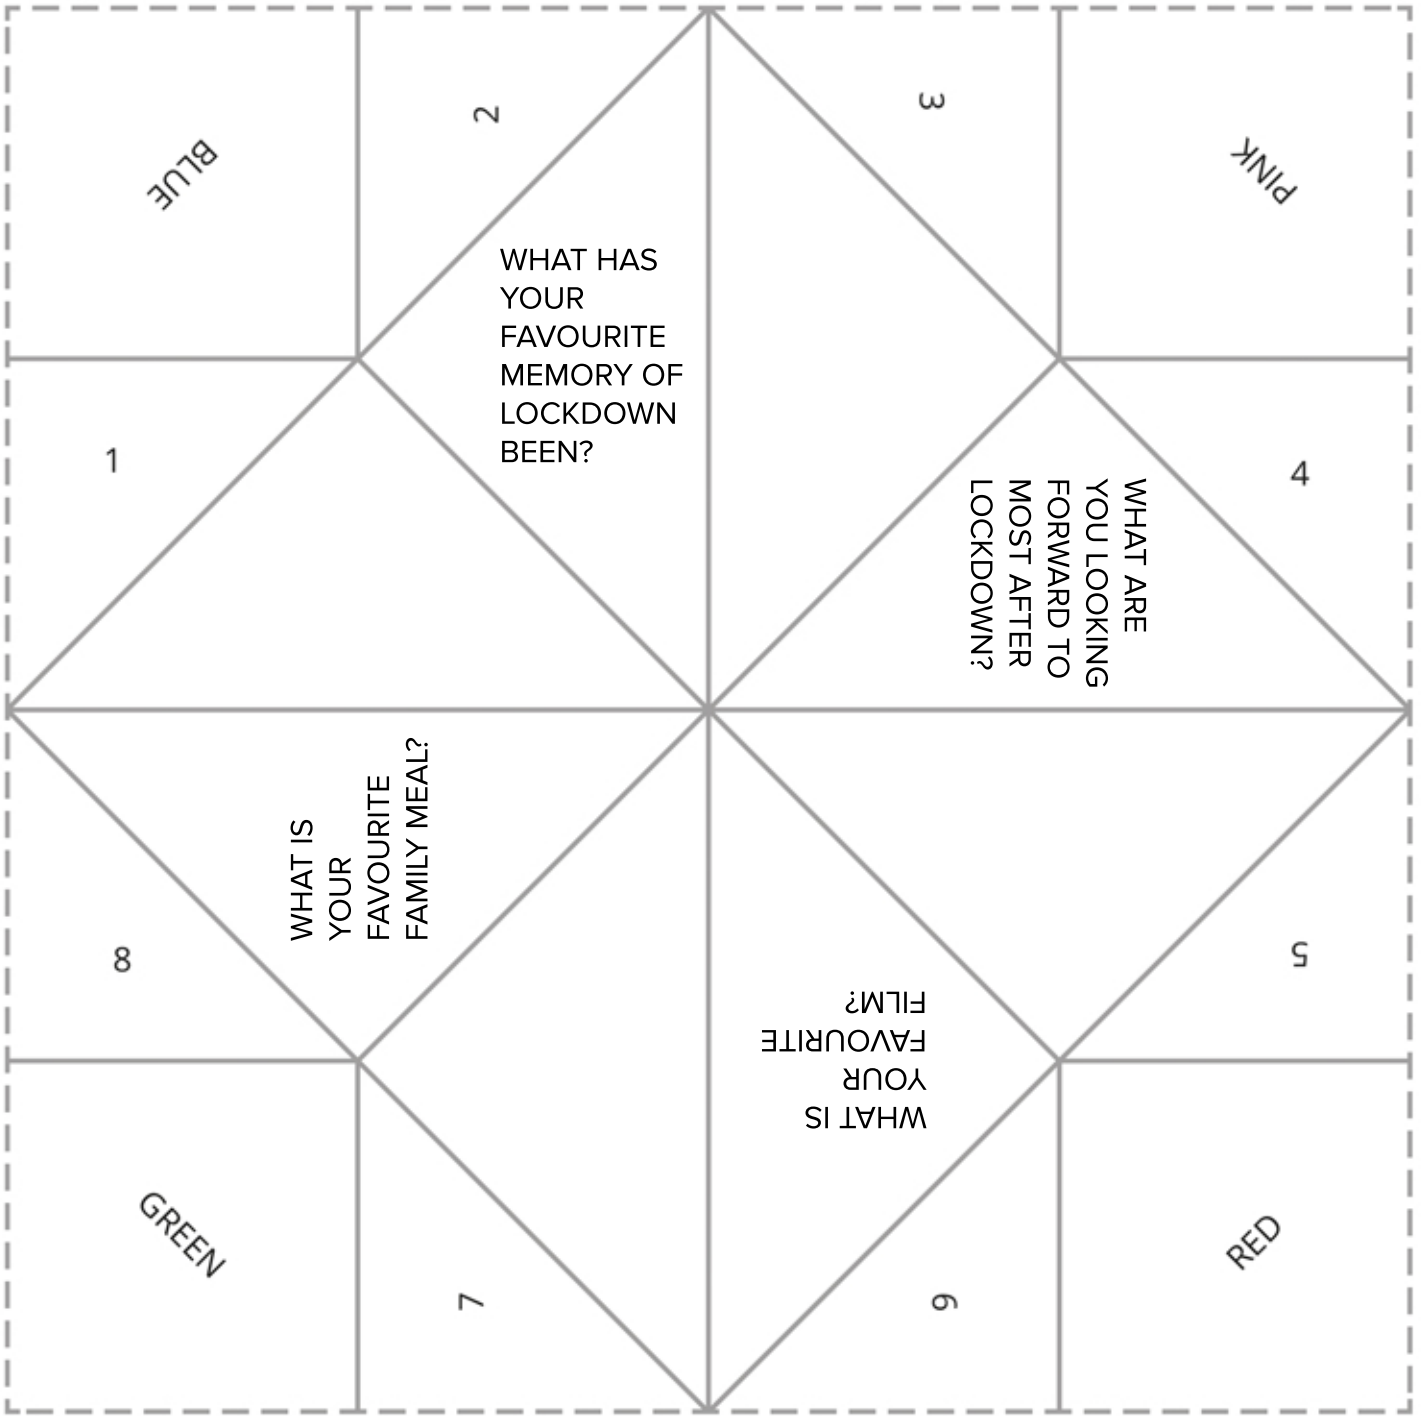 BLUE
2
3
PINK
WHAT HAS
YOUR
FAVOURITE
MEMORY OF
LOCKDOWN
BEEN?
1
4
WHAT ARE
YOU LOOKING
FORWARD TO
MOST AFTER
LOCKDOWN?
WHAT IS
YOUR
FAVOURITE
FAMILY MEAL?
8
5
WHAT IS
YOUR
FAVOURITE
FILM?
GREEN
7
6
RED